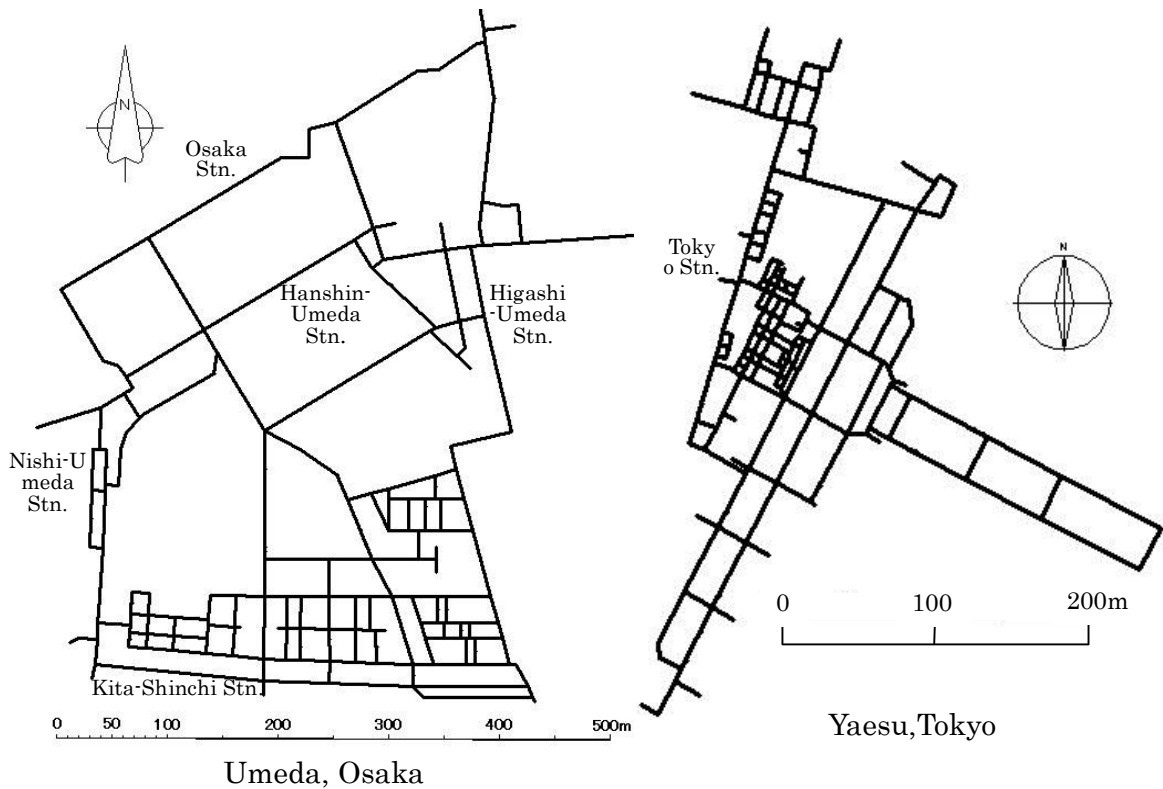 N
Osaka
Stn.
Hanshin-
Umeda
Stn.
Higashi
-Umeda
Stn.
Nishi-U
meda
Stn.
Kita-Shinchi Stn.
0 50 100 200 300 400 500m
Umeda, Osaka
Toky
o Stn.
N
0 100 200m
Yaesu,Tokyo